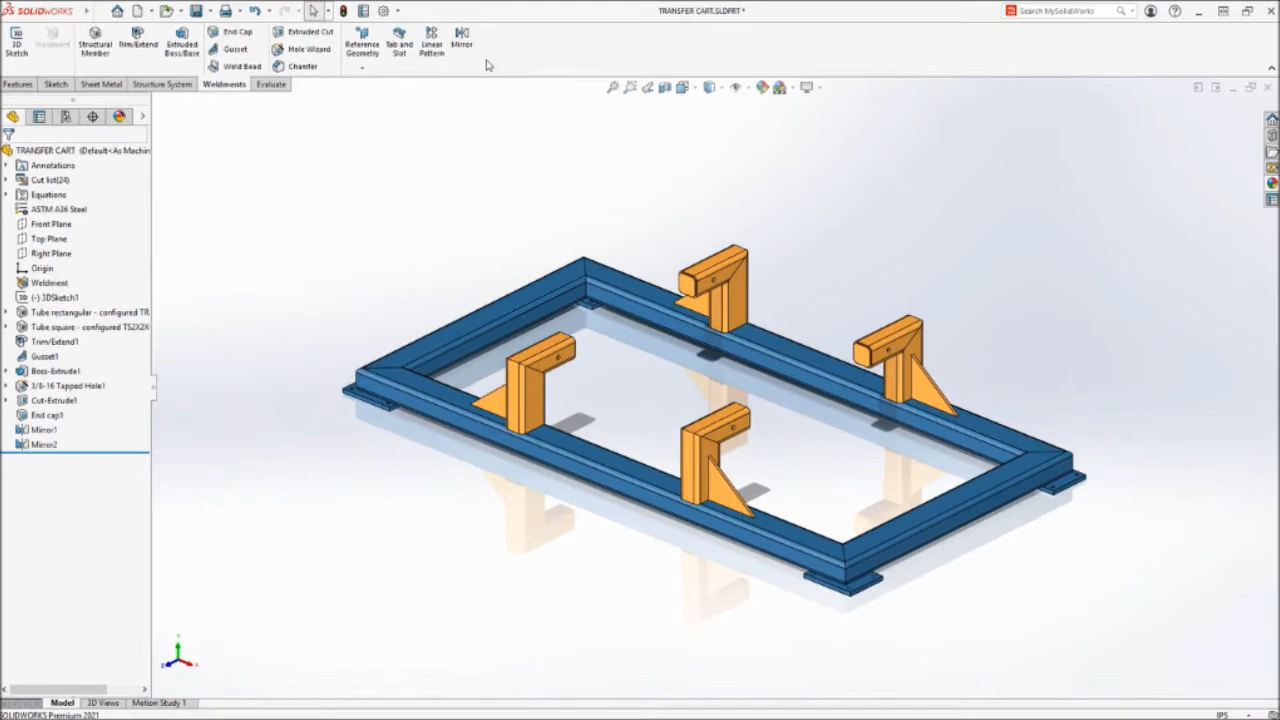 SOLIDWORKS
TRANSFER CART.SLDPRT *
Search MySolidWorks
3D Sketch
Weldment
Structural Member
Trim/Extend
Extruded Boss/Base
End Cap
Gusset
Weld Bead
Extruded Cut
Hole Wizard
Chamfer
Reference Geometry
Tab and Slot
Linear Pattern
Mirror
Features
Sketch
Sheet Metal
Structure System
Weldments
Evaluate
TRANSFER CART (Default<As Machin
Annotations
Cut list(24)
Equations
ASTM A36 Steel
Front Plane
Top Plane
Right Plane
Origin
Weldment
(-) 3DSketch1
Tube rectangular - configured TR
Tube square - configured TS2X2X
Trim/Extend1
Gusset1
Boss-Extrude1
3/8-16 Tapped Hole1
Cut-Extrude1
End cap1
Mirror1
Mirror2
Model
3D Views
Motion Study 1
SOLIDWORKS Premium 2021
IPS